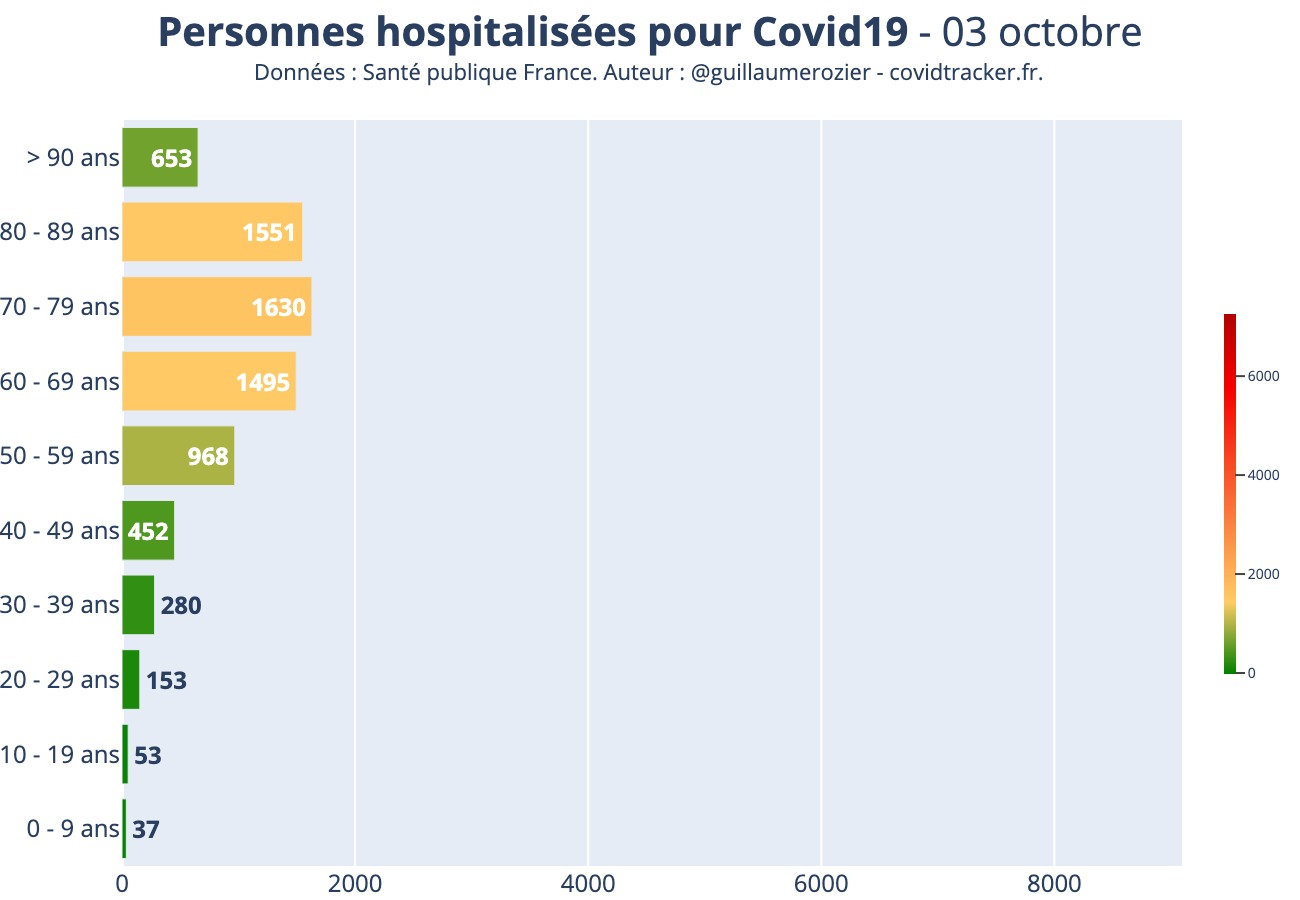 Personnes hospitalisées pour Covid19 - 03 octobre
Données : Santé publique France. Auteur : @guillaumerozier - covidtracker.fr.
> 90 ans 653
80 - 89 ans 1551
70 - 79 ans 1630
60 - 69 ans 1495
50 - 59 ans 968
40 - 49 ans 452
30 - 39 ans 280
20 - 29 ans 153
10 - 19 ans 53
0 - 9 ans 37
0 2000 4000 6000 8000
6000
4000
2000
0